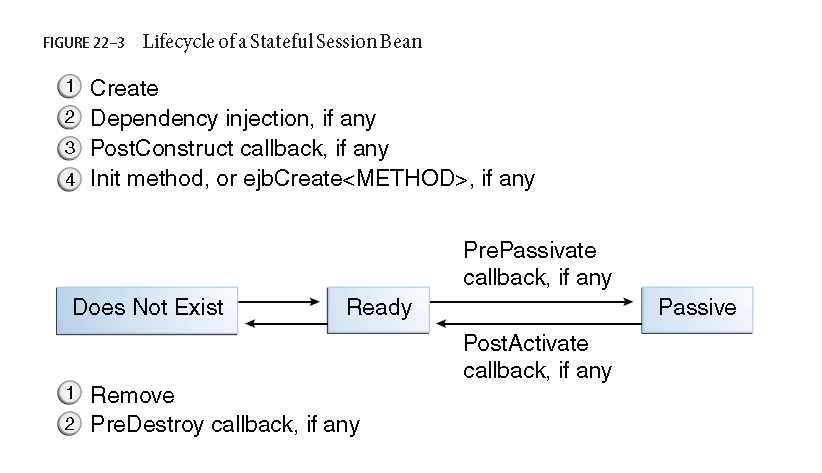 FIGURE 22–3 Lifecycle of a Stateful Session Bean
1 Create
2 Dependency injection, if any
3 PostConstruct callback, if any
4 Init method, or ejbCreate<METHOD>, if any
PrePassivate
callback, if any
Does Not Exist
Ready
Passive
PostActivate
callback, if any
1 Remove
2 PreDestroy callback, if any